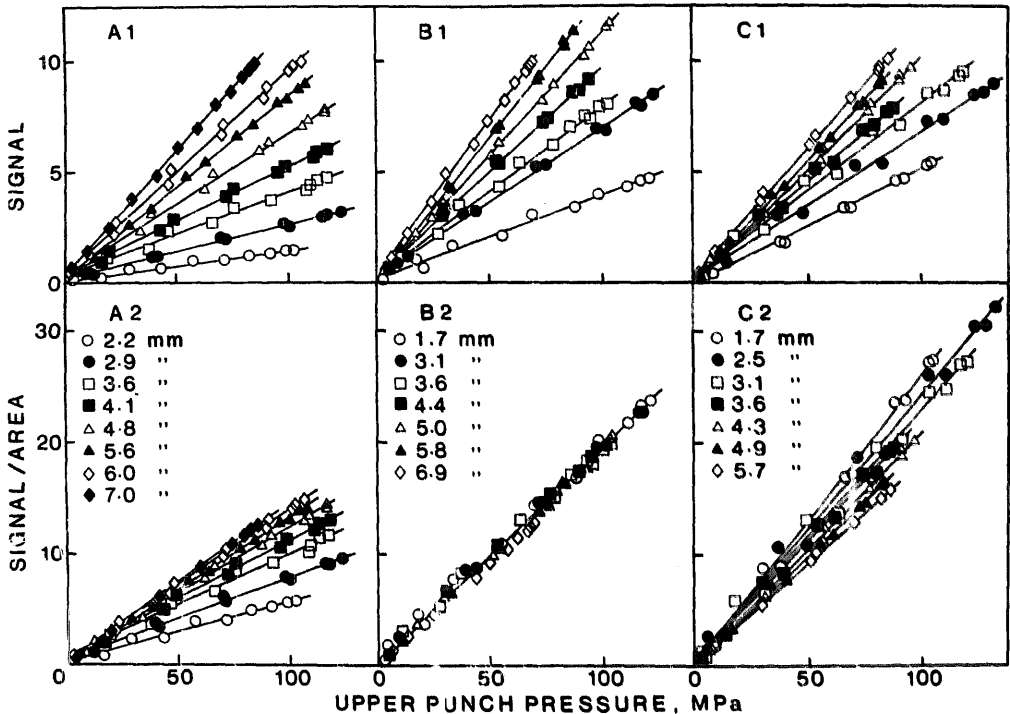 A1
B1
C1
10
5
0
SIGNAL
A2
○ 2.2 mm
● 2.9 "
□ 3.6 "
■ 4.1 "
△ 4.8 "
▲ 5.6 "
◇ 6.0 "
◆ 7.0 "
B2
○ 1.7 mm
● 3.1 "
□ 3.6 "
■ 4.4 "
△ 5.0 "
▲ 5.8 "
◇ 6.9 "
C2
○ 1.7 mm
● 2.5 "
□ 3.1 "
■ 3.6 "
△ 4.3 "
▲ 4.9 "
◇ 5.7 "
30
20
10
0
SIGNAL/AREA
0 50 100 0 50 100 0 50 100
UPPER PUNCH PRESSURE, MPa